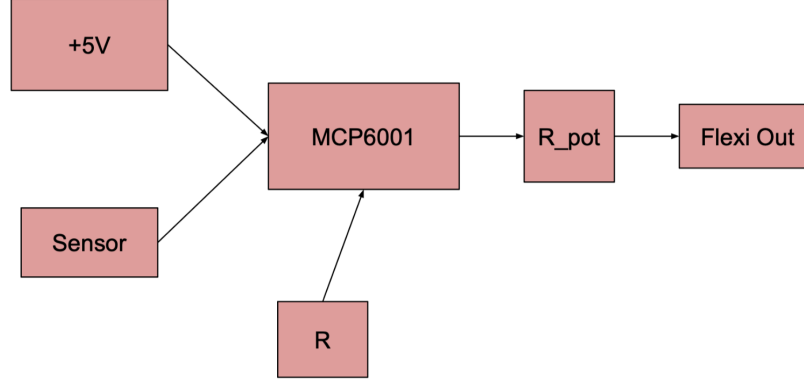 +5V
MCP6001
R_pot
Flexi Out
Sensor
R